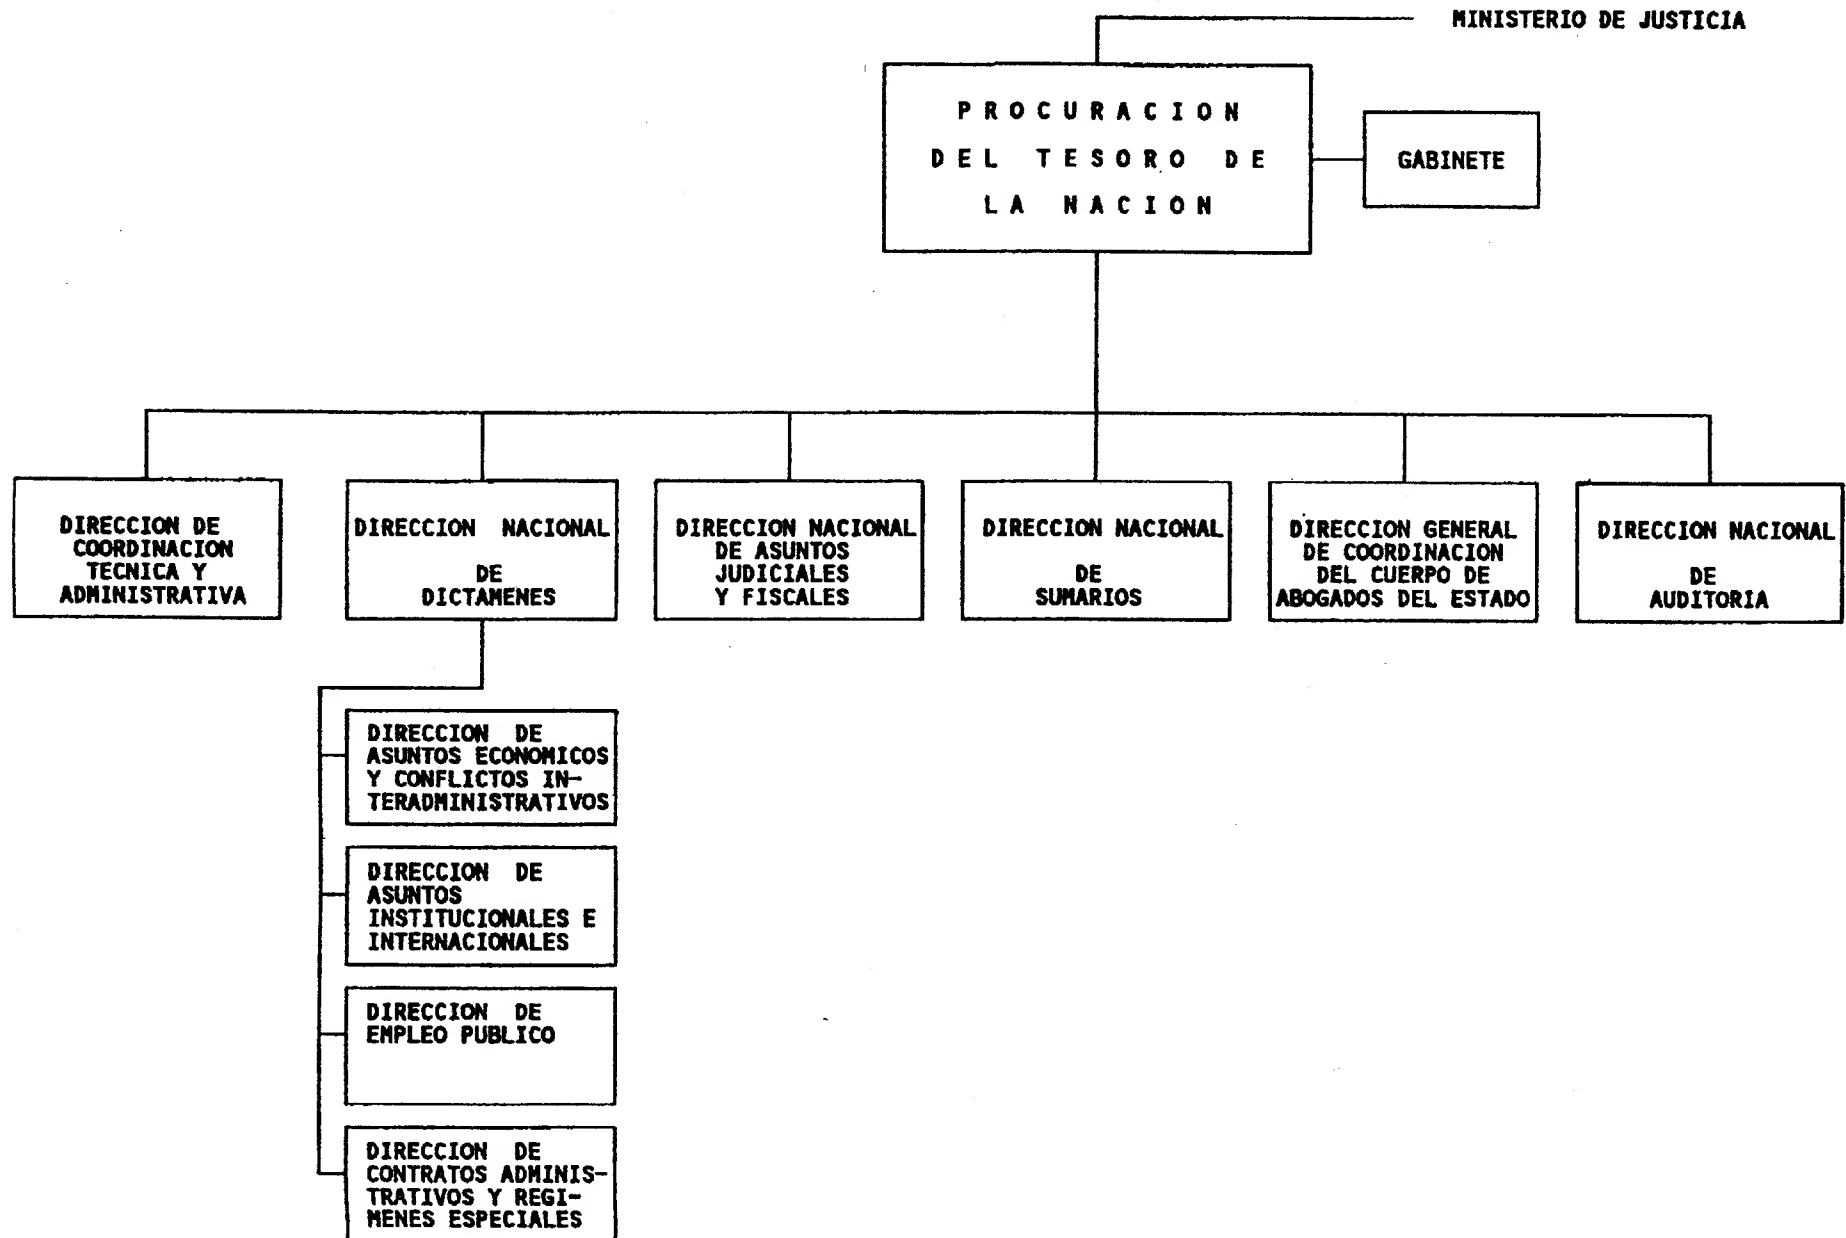 MINISTERIO DE JUSTICIA
PROCURACION
DEL TESORO DE
LA NACION
GABINETE
DIRECCION DE
COORDINACION
TECNICA Y
ADMINISTRATIVA
DIRECCION NACIONAL
DE
DICTAMENES
DIRECCION NACIONAL
DE ASUNTOS
JUDICIALES
Y FISCALES
DIRECCION NACIONAL
DE
SUMARIOS
DIRECCION GENERAL
DE COORDINACION
DEL CUERPO DE
ABOGADOS DEL ESTADO
DIRECCION NACIONAL
DE
AUDITORIA
DIRECCION DE
ASUNTOS ECONOMICOS
Y CONFLICTOS IN-
TERADMINISTRATIVOS
DIRECCION DE
ASUNTOS
INSTITUCIONALES E
INTERNACIONALES
DIRECCION DE
EMPLEO PUBLICO
DIRECCION DE
CONTRATOS ADMINIS-
TRATIVOS Y REGI-
MENES ESPECIALES